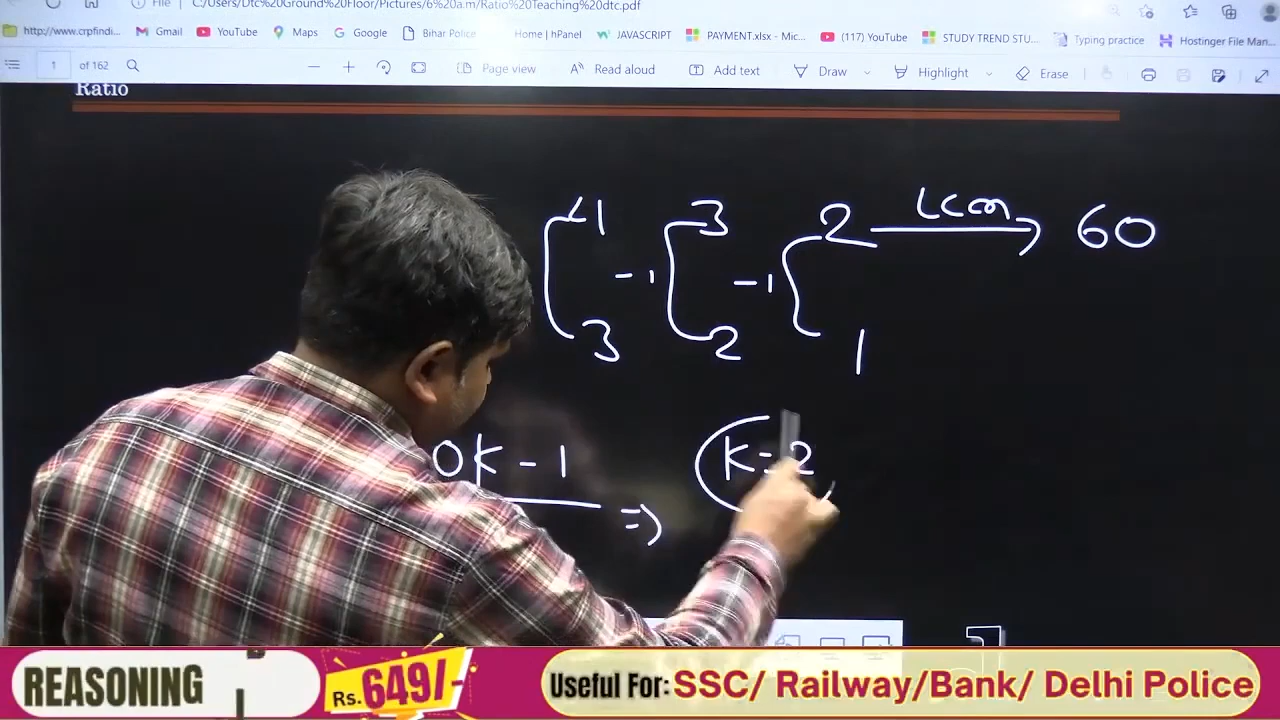 File | C:/Users/Dtc%20Ground%20Floor/Pictures/6%20a.m/Ratio%20Teaching%20dtc.pdf
http://www.crpfindi... Gmail YouTube Maps Google Bihar Police Home | hPanel JAVASCRIPT PAYMENT.xlsx - Mic... (117) YouTube STUDY TREND STU... Typing practice Hostinger File Man...
1 of 162 Page view Read aloud Add text Draw Highlight Erase
Ratio
3 2 LCM 60
-1 -1
3 2 1
0K - 1 => K = 2
REASONING Rs. 649/- Useful For: SSC/ Railway/Bank/ Delhi Police